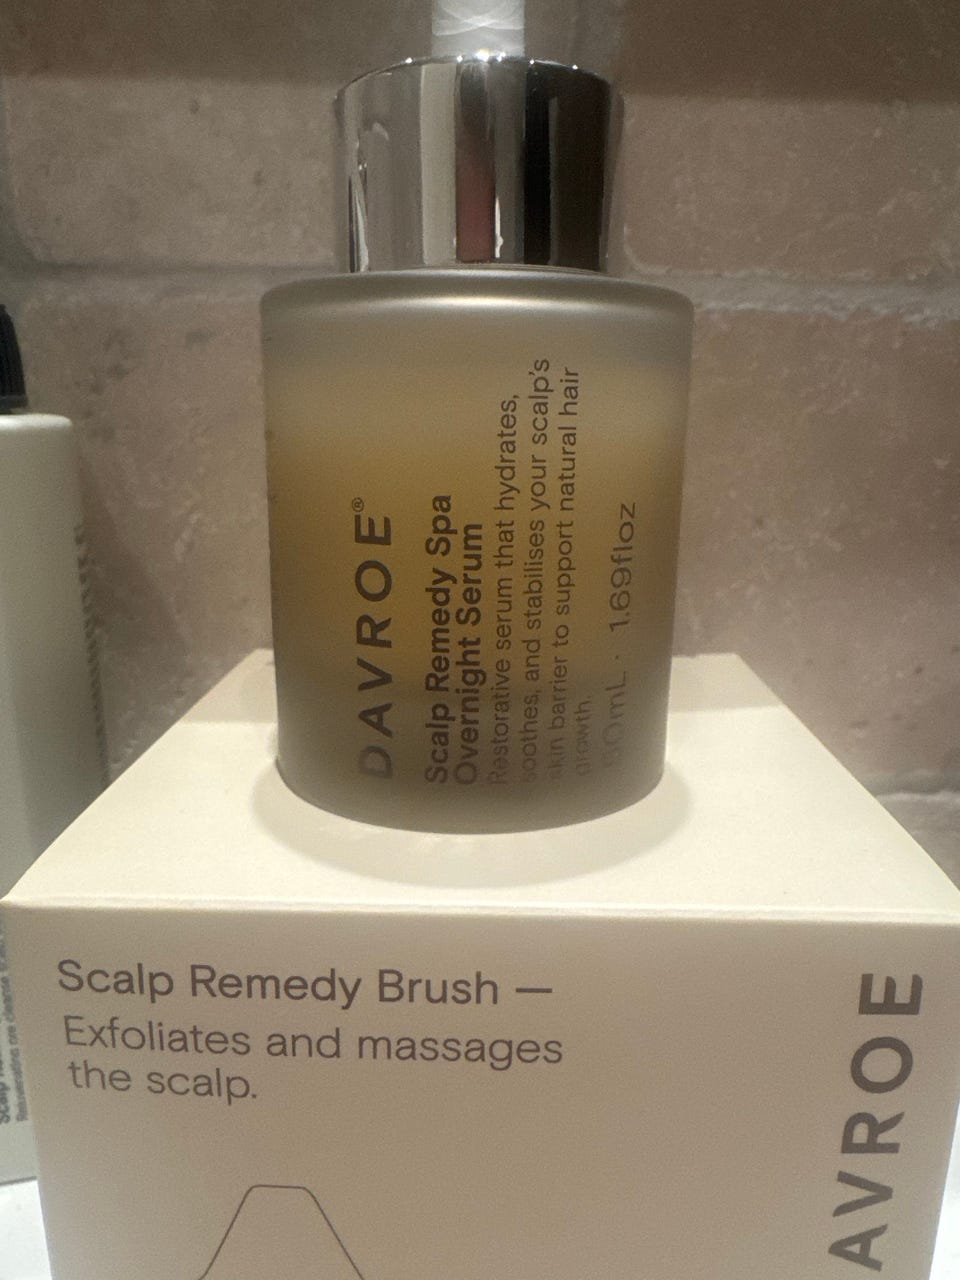 DAVROE®
Scalp Remedy Spa
Overnight Serum
Restorative serum that hydrates,
soothes, and stabilises your scalp's
skin barrier to support natural hair
growth.
50mL · 1.69floz
Scalp Remedy Brush —
Exfoliates and massages
the scalp.
AVROE